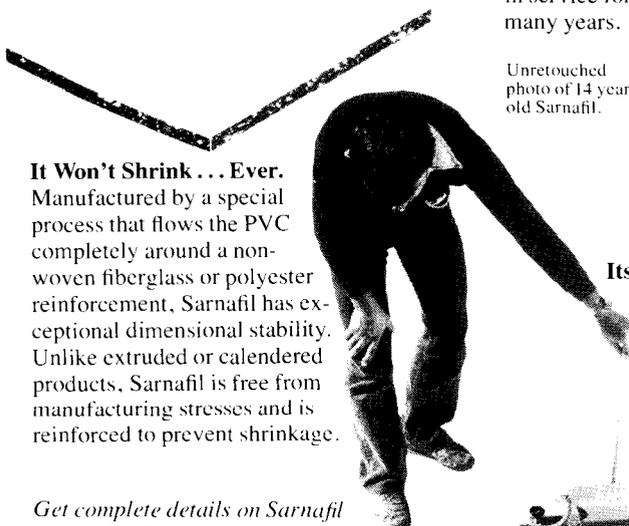 many years.
Unretouched
photo of 14 year
old Sarnafil.
It Won't Shrink . . . Ever.
Manufactured by a special
process that flows the PVC
completely around a non-
woven fiberglass or polyester
reinforcement, Sarnafil has ex-
ceptional dimensional stability.
Unlike extruded or calendered
products, Sarnafil is free from
manufacturing stresses and is
reinforced to prevent shrinkage.
Its
Get complete details on Sarnafil